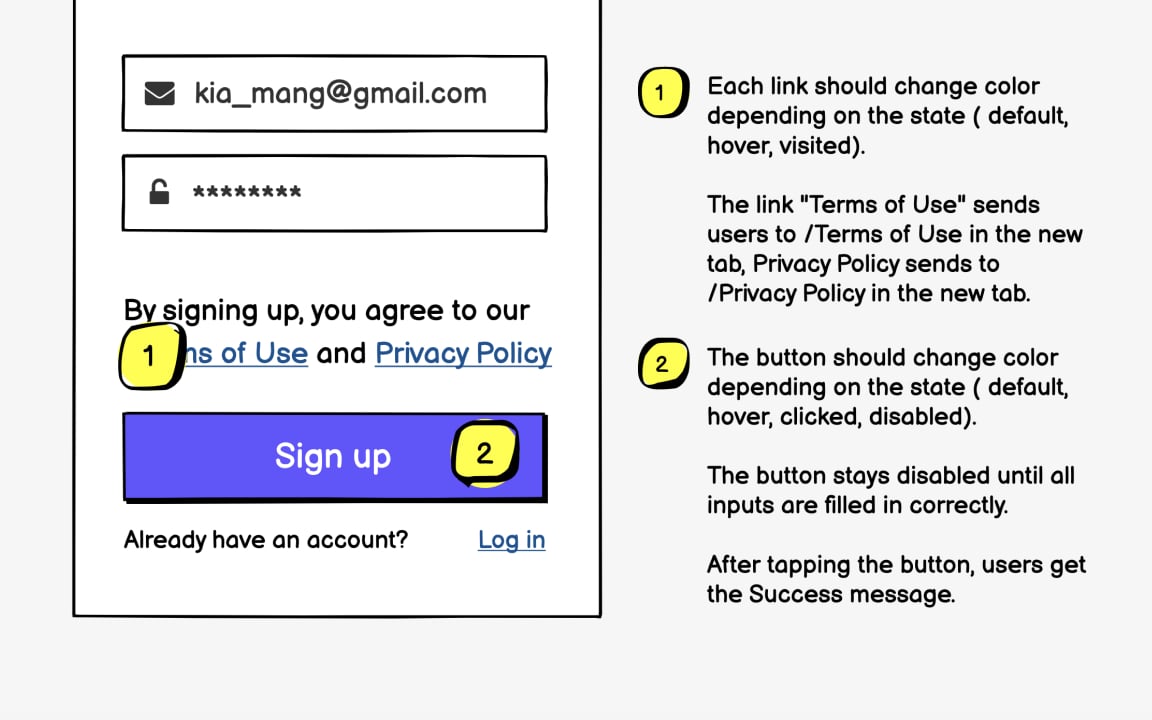 kia_mang@gmail.com
********
By signing up, you agree to our
of Use and Privacy Policy
1
Sign up
2
Already have an account?
Log in
1
Each link should change color
depending on the state ( default,
hover, visited).
The link "Terms of Use" sends
users to /Terms of Use in the new
tab, Privacy Policy sends to
/Privacy Policy in the new tab.
2
The button should change color
depending on the state ( default,
hover, clicked, disabled).
The button stays disabled until all
inputs are filled in correctly.
After tapping the button, users get
the Success message.